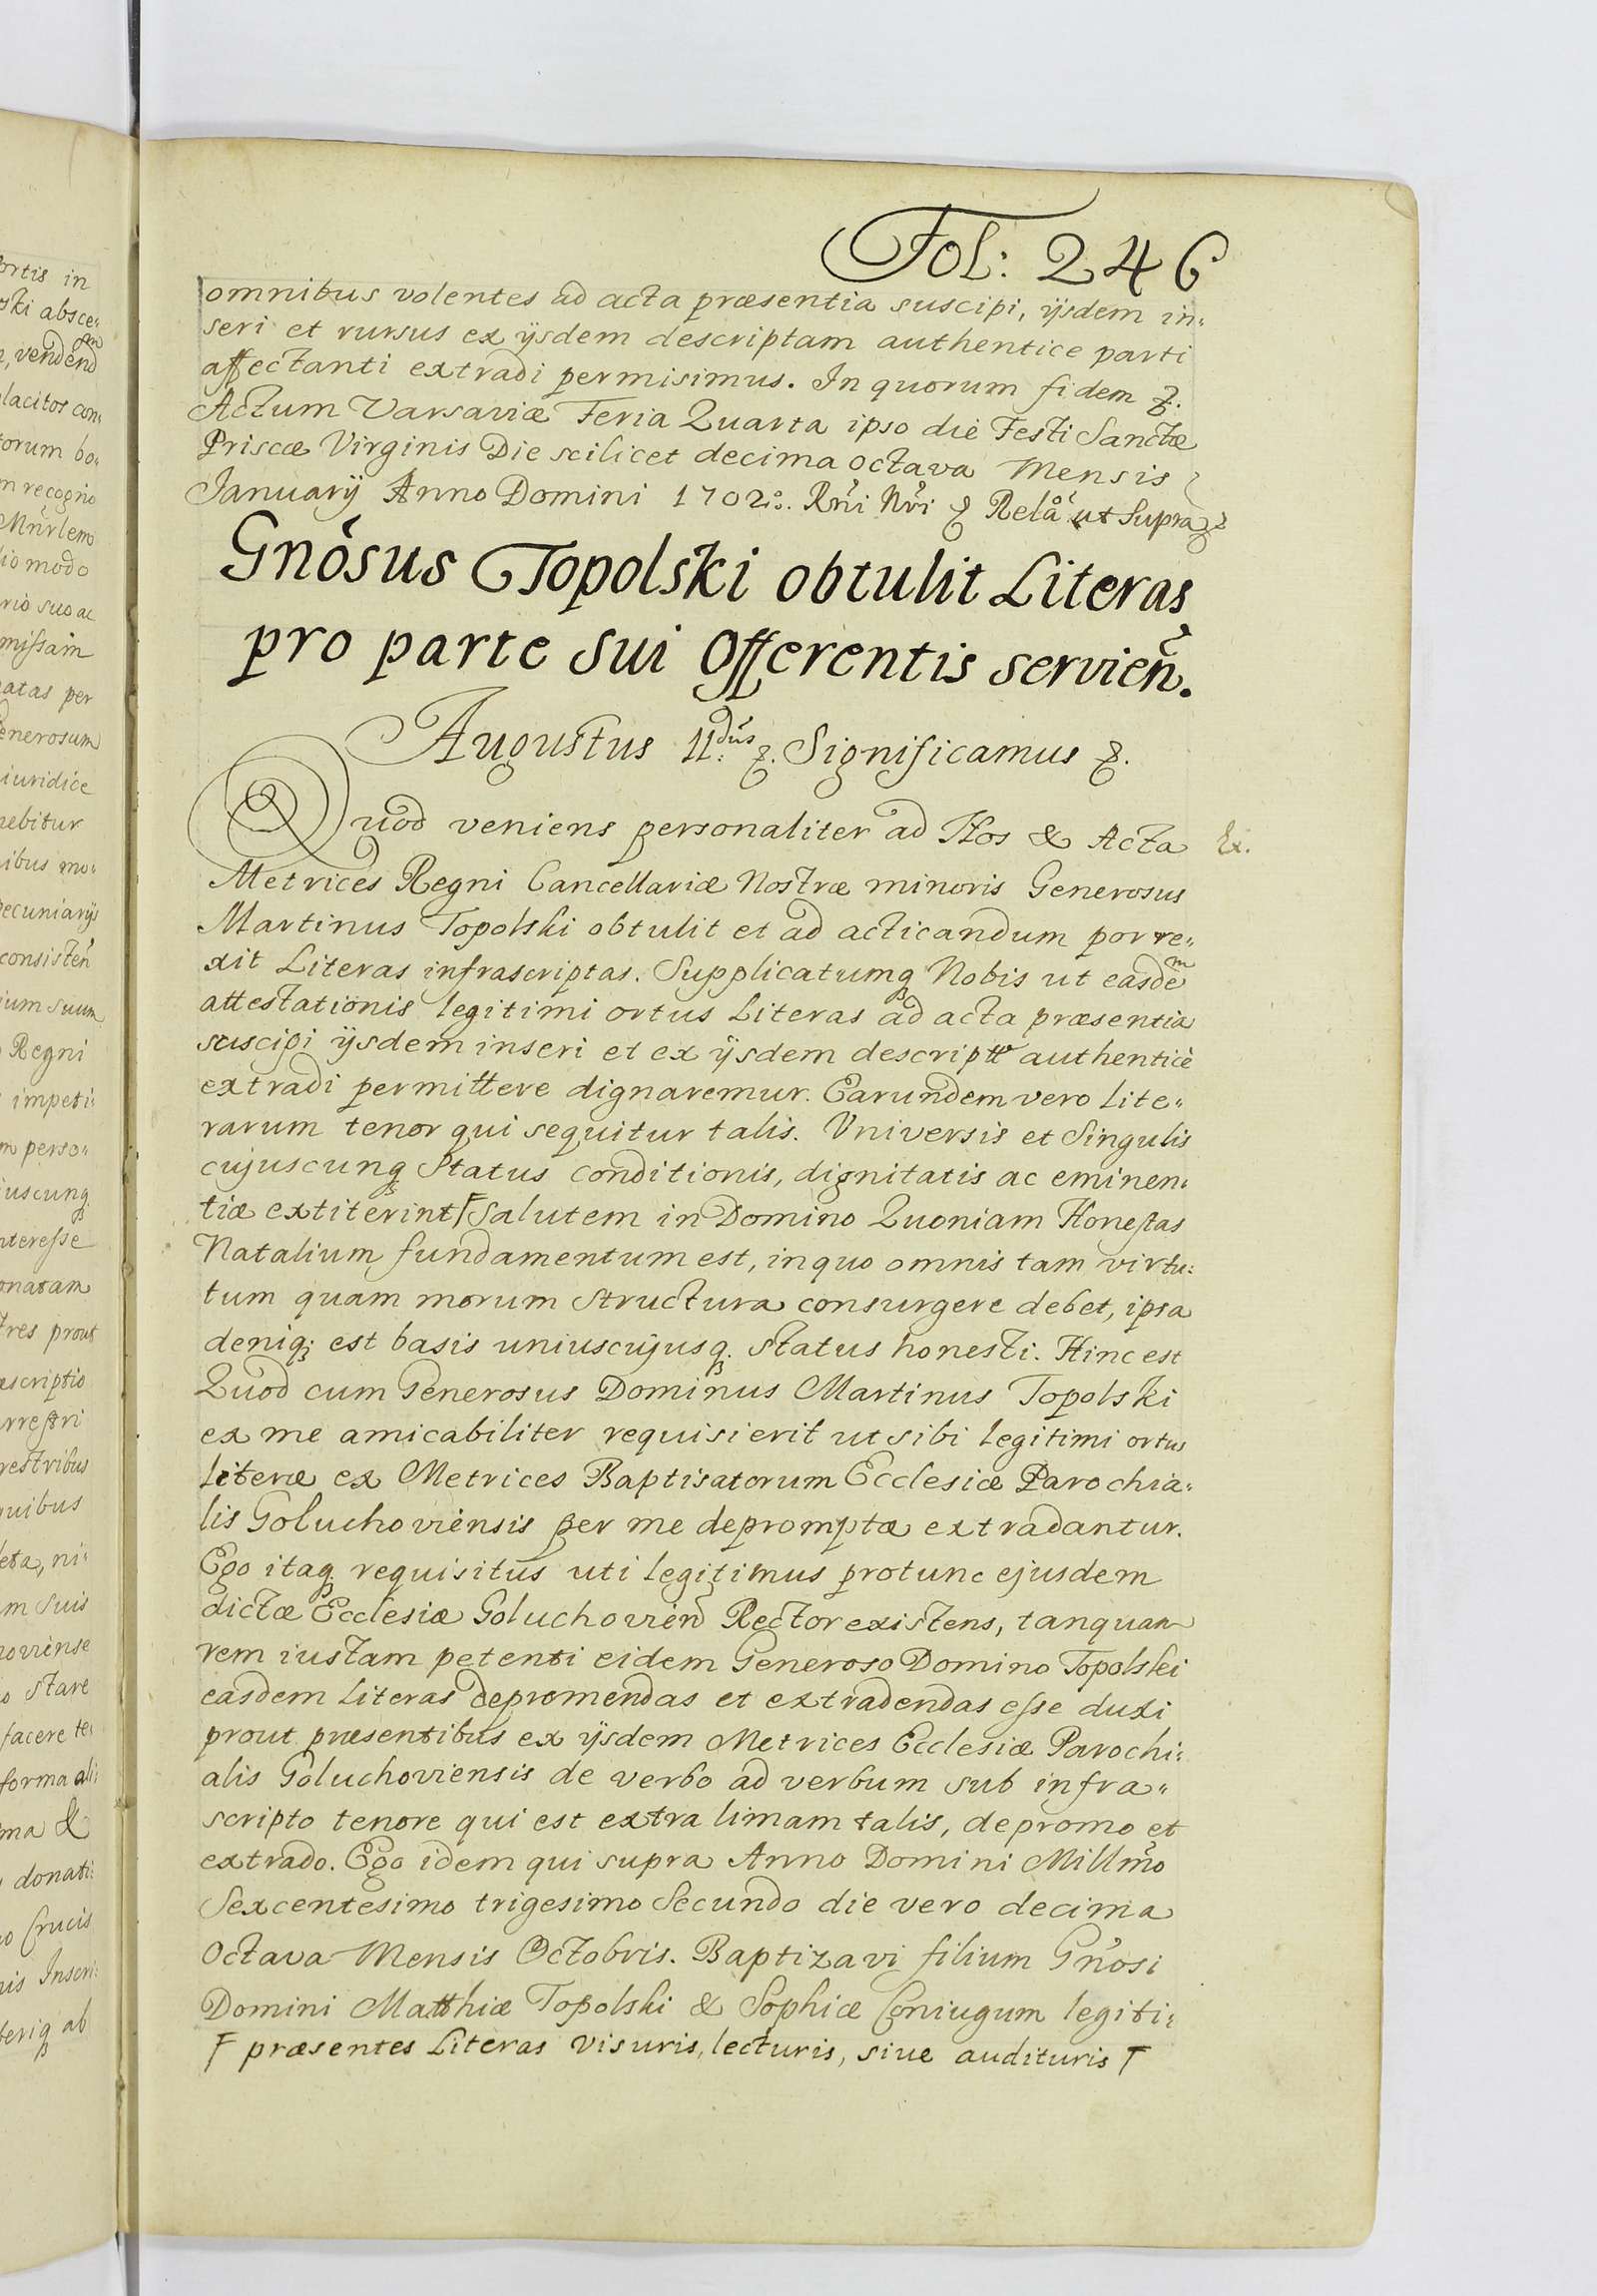 Fol: 246
omnibus volentes ad acta præsentia suscipi, ijsdem in:
seri et rursus ex ijsdem descriptam authentice parti
affectanti extradi permisimus. In quorum fidem &.
Actum Varsaviæ Feria Quarta ipso die Festi Sanctæ
Priscæ Virginis Die scilicet decima octava Mensis
Januarij Anno Domini 1702do. Rñi Nri & Relã ut Supra
Gnõsus Topolski obtulit Literas
pro parte sui Offerentis servieñ.
Augustus II.dus &. Significamus &.
Quod veniens personaliter ad Nos & Acta Ex.
Metrices Regni Cancellariæ Nostræ minoris Generosus
Martinus Topolski obtulit et ad acticandum porre:
xit Literas infrascriptas. Supplicatumq Nobis ut easdem
attestationis legitimi ortus Literas ad acta præsentia
suscipi ijsdem inseri et ex ijsdem descriptt authenticè
extradi permittere dignaremur. Earundem vero Lite:
rarum tenor qui sequitur talis. Universis et Singulis
cujuscunq Status conditionis, dignitatis ac eminen:
tiæ extiterint Ƒ Salutem in Domino Quoniam Honestas
Natalium fundamentum est, in quo omnis tam virtu:
tum quam morum structura consurgere debet, ipsa
deniq; est basis uniuscujusq. status honesti. Hinc est
Quod cum Generosus Dominus Martinus Topolski
ex me amicabiliter requisierit ut sibi legitimi ortus
Literæ ex Metrices Baptisatorum Ecclesiæ Parochia:
lis Goluchoviensis per me depromptæ extradantur.
Ego itaq requisitus uti legitimus protunc ejusdem
dictæ Ecclesiæ Goluchovien Rector existens, tanquam
rem iustam petenti eidem Generoso Domino Topolski
easdem Literas depromendas et extradendas esse duxi
prout præsentibus ex ijsdem Metrices Ecclesiæ Parochi:
alis Goluchoviensis de verbo ad verbum sub infra:
scripto tenore qui est extra limam talis, depromo et
extrado. Ego idem qui supra Anno Domini Millmõ
Sexcentesimo trigesimo Secundo die vero decima
Octava Mensis Octobris. Baptizavi filium Gñosi
Domini Matthiæ Topolski & Sophiæ Coniugum legiti:
Ƒ præsentes Literas visuris, lecturis, sive audituris Ƒ